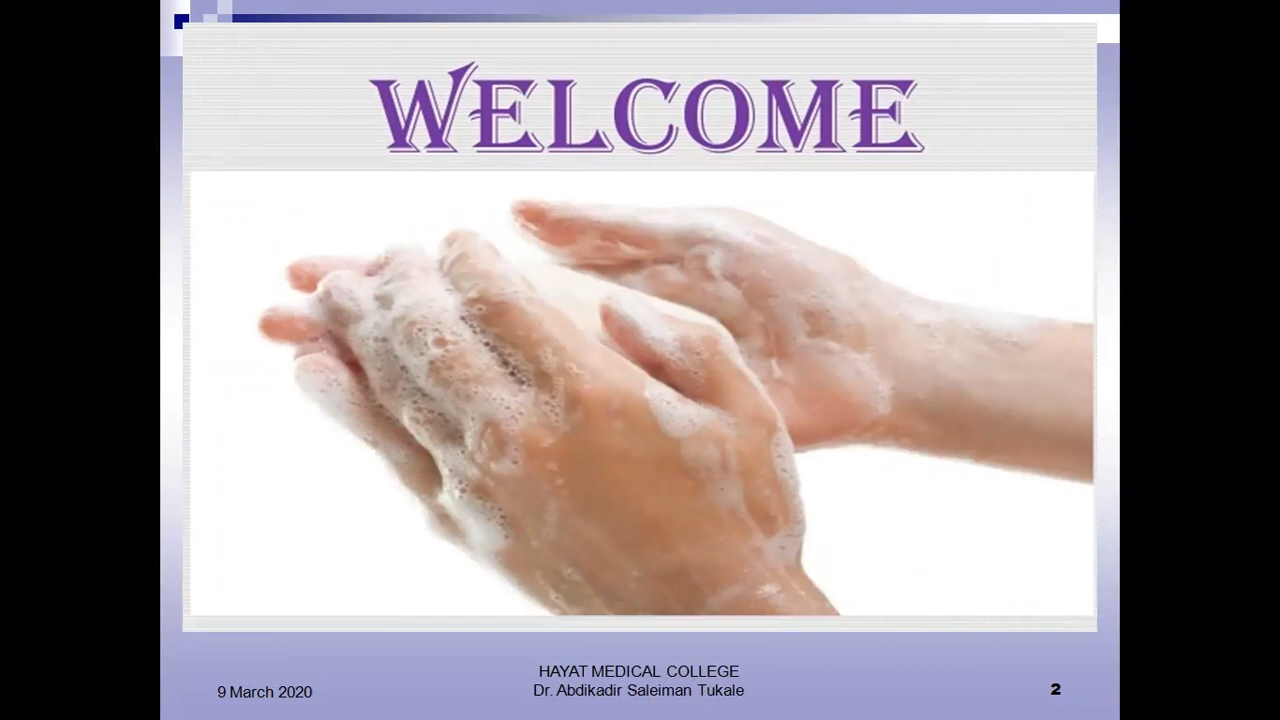 WELCOME
HAYAT MEDICAL COLLEGE
9 March 2020
Dr. Abdikadir Saleiman Tukale
2